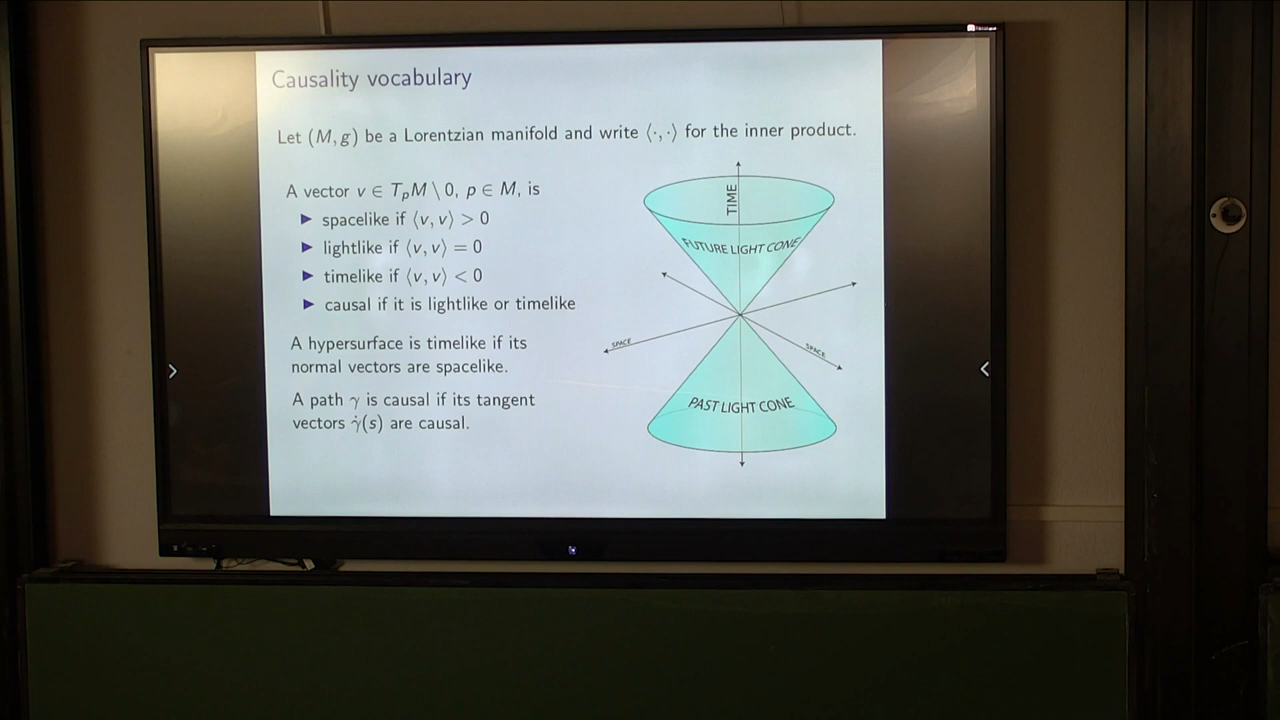 Causality vocabulary
Let (M, g) be a Lorentzian manifold and write ⟨·, ·⟩ for the inner product.
A vector v ∈ TₚM \ 0, p ∈ M, is
▶ spacelike if ⟨v, v⟩ > 0
▶ lightlike if ⟨v, v⟩ = 0
▶ timelike if ⟨v, v⟩ < 0
▶ causal if it is lightlike or timelike
A hypersurface is timelike if its
normal vectors are spacelike.
A path γ is causal if its tangent
vectors γ̇(s) are causal.
TIME
FUTURE LIGHT CONE
SPACE
SPACE
PAST LIGHT CONE